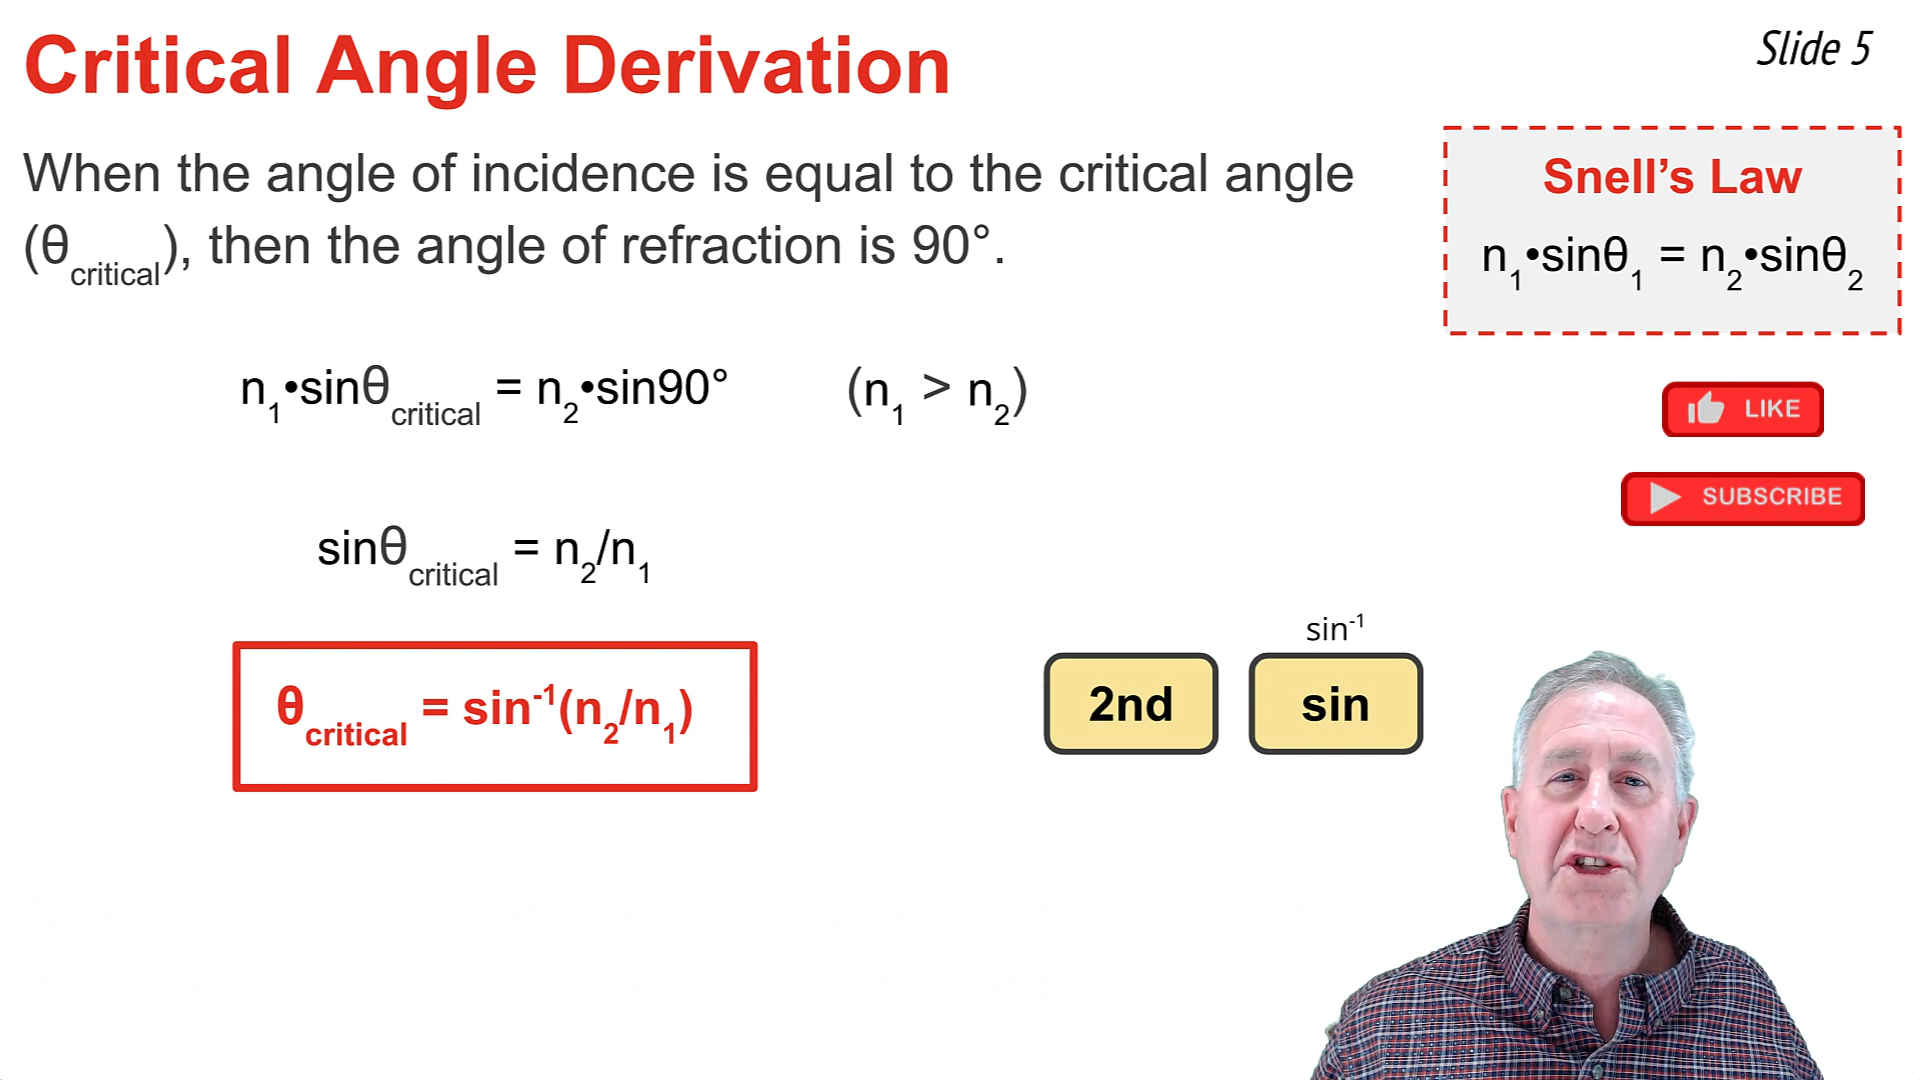 Critical Angle Derivation
Slide 5
When the angle of incidence is equal to the critical angle
(θcritical), then the angle of refraction is 90°.
Snell’s Law
n₁•sinθ₁ = n₂•sinθ₂
n₁•sinθcritical = n₂•sin90° (n₁ > n₂)
LIKE
SUBSCRIBE
sinθcritical = n₂/n₁
θcritical = sin⁻¹(n₂/n₁)
sin⁻¹
2nd sin